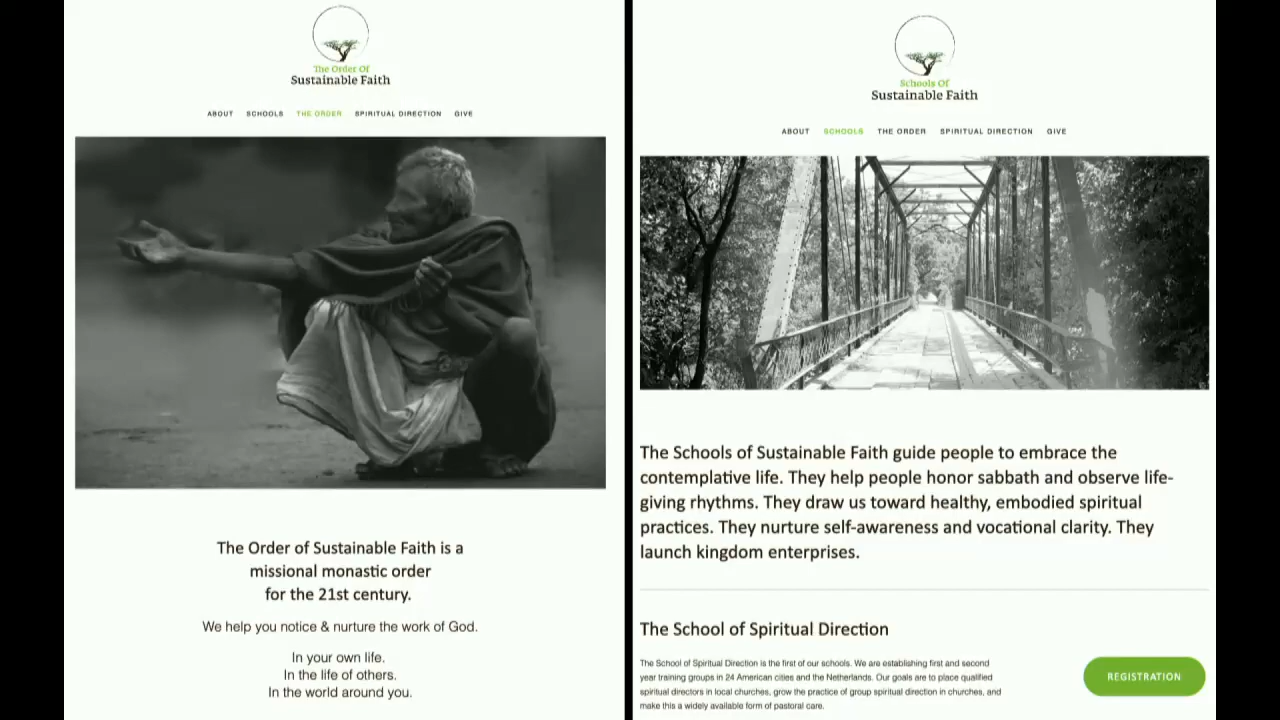 The Order Of
Sustainable Faith
ABOUT SCHOOLS THE ORDER SPIRITUAL DIRECTION GIVE
The Order of Sustainable Faith is a
missional monastic order
for the 21st century.
We help you notice & nurture the work of God.
In your own life.
In the life of others.
In the world around you.
Schools Of
Sustainable Faith
ABOUT SCHOOLS THE ORDER SPIRITUAL DIRECTION GIVE
The Schools of Sustainable Faith guide people to embrace the
contemplative life. They help people honor sabbath and observe life-
giving rhythms. They draw us toward healthy, embodied spiritual
practices. They nurture self-awareness and vocational clarity. They
launch kingdom enterprises.
The School of Spiritual Direction
The School of Spiritual Direction is the first of our schools. We are establishing first and second
year training groups in 24 American cities and the Netherlands. Our goals are to place qualified
spiritual directors in local churches, grow the practice of group spiritual direction in churches, and
make this a widely available form of pastoral care.
REGISTRATION